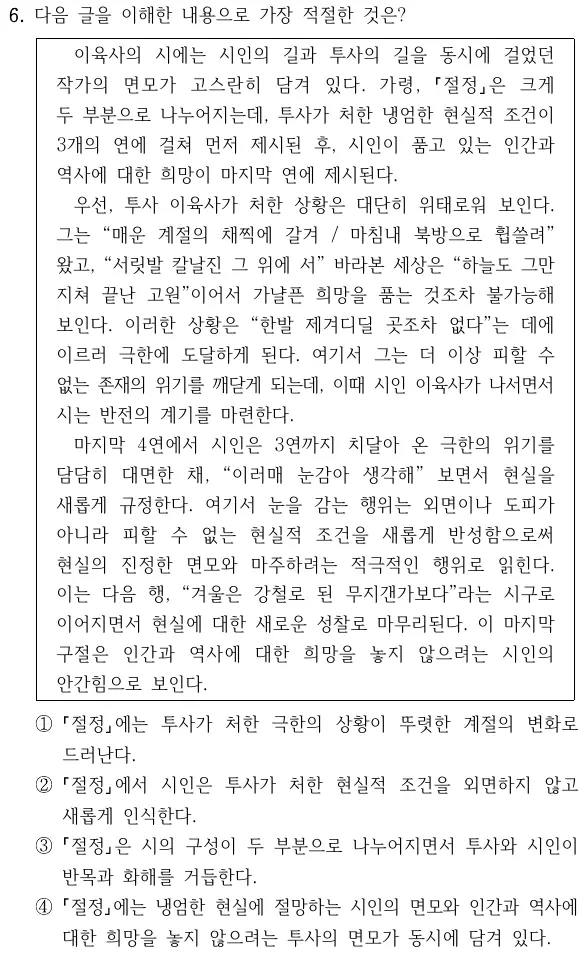 6. 다음 글을 이해한 내용으로 가장 적절한 것은?
이육사의 시에는 시인의 길과 투사의 길을 동시에 걸었던
작가의 면모가 고스란히 담겨 있다. 가령, 「절정」은 크게
두 부분으로 나누어지는데, 투사가 처한 냉엄한 현실적 조건이
3개의 연에 걸쳐 먼저 제시된 후, 시인이 품고 있는 인간과
역사에 대한 희망이 마지막 연에 제시된다.
우선, 투사 이육사가 처한 상황은 대단히 위태로워 보인다.
그는 “매운 계절의 채찍에 갈겨 / 마침내 북방으로 휩쓸려”
왔고, “서릿발 칼날진 그 위에 서” 바라본 세상은 “하늘도 그만
지쳐 끝난 고원”이어서 가냘픈 희망을 품는 것조차 불가능해
보인다. 이러한 상황은 “한발 제겨디딜 곳조차 없다”는 데에
이르러 극한에 도달하게 된다. 여기서 그는 더 이상 피할 수
없는 존재의 위기를 깨닫게 되는데, 이때 시인 이육사가 나서면서
시는 반전의 계기를 마련한다.
마지막 4연에서 시인은 3연까지 치달아 온 극한의 위기를
담담히 대면한 채, “이러매 눈감아 생각해” 보면서 현실을
새롭게 규정한다. 여기서 눈을 감는 행위는 외면이나 도피가
아니라 피할 수 없는 현실적 조건을 새롭게 반성함으로써
현실의 진정한 면모와 마주하려는 적극적인 행위로 읽힌다.
이는 다음 행, “겨울은 강철로 된 무지갠가보다”라는 시구로
이어지면서 현실에 대한 새로운 성찰로 마무리된다. 이 마지막
구절은 인간과 역사에 대한 희망을 놓지 않으려는 시인의
안간힘으로 보인다.
① 「절정」에는 투사가 처한 극한의 상황이 뚜렷한 계절의 변화로
드러난다.
② 「절정」에서 시인은 투사가 처한 현실적 조건을 외면하지 않고
새롭게 인식한다.
③ 「절정」은 시의 구성이 두 부분으로 나누어지면서 투사와 시인이
반목과 화해를 거듭한다.
④ 「절정」에는 냉엄한 현실에 절망하는 시인의 면모와 인간과 역사에
대한 희망을 놓지 않으려는 투사의 면모가 동시에 담겨 있다.